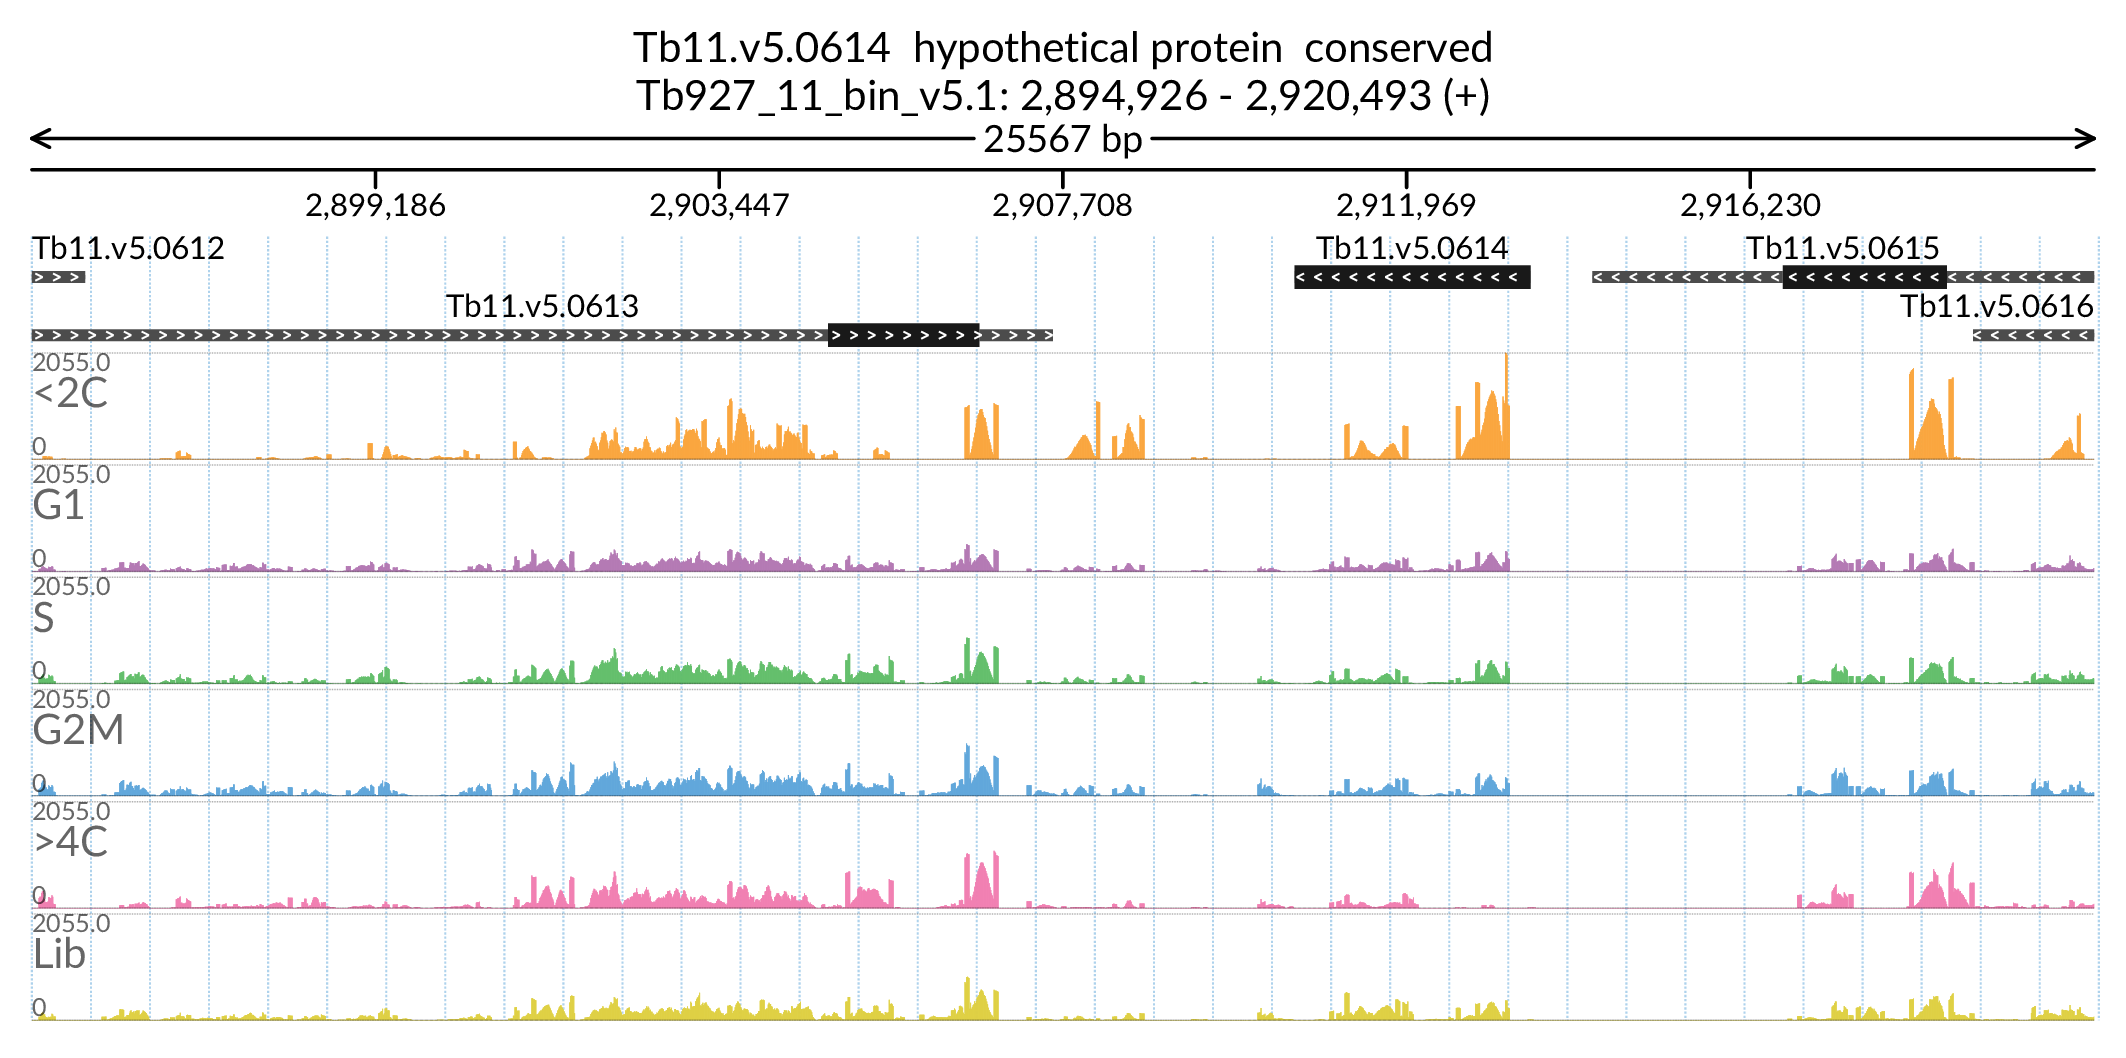 Tb11.v5.0614 hypothetical protein conserved
Tb927_11_bin_v5.1: 2,894,926 - 2,920,493 (+)
25567 bp
2,899,186 2,903,447 2,907,708 2,911,969 2,916,230
Tb11.v5.0612 Tb11.v5.0614 Tb11.v5.0615
Tb11.v5.0613 Tb11.v5.0616
2055.0
<2C
0
2055.0
G1
0
2055.0
S
0
2055.0
G2M
0
2055.0
>4C
0
2055.0
Lib
0